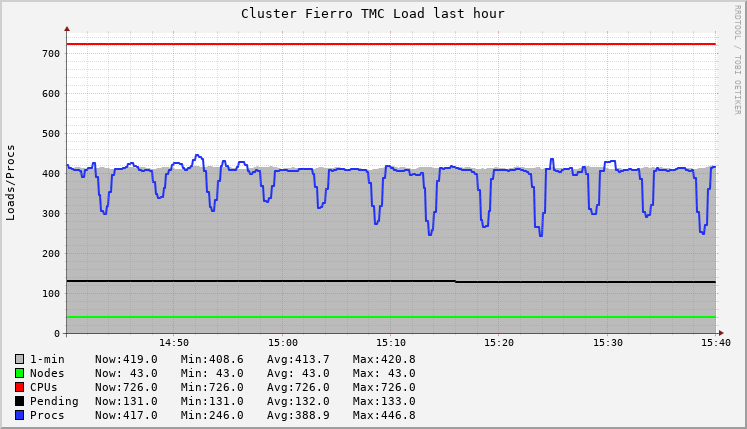 Cluster Fierro TMC Load last hour
RRDTOOL / TOBI OETIKER
Loads/Procs
700
600
500
400
300
200
100
0
14:50 15:00 15:10 15:20 15:30 15:40
1-min Now:419.0 Min:408.6 Avg:413.7 Max:420.8
Nodes Now: 43.0 Min: 43.0 Avg: 43.0 Max: 43.0
CPUs Now:726.0 Min:726.0 Avg:726.0 Max:726.0
Pending Now:131.0 Min:131.0 Avg:132.0 Max:133.0
Procs Now:417.0 Min:246.0 Avg:388.9 Max:446.8